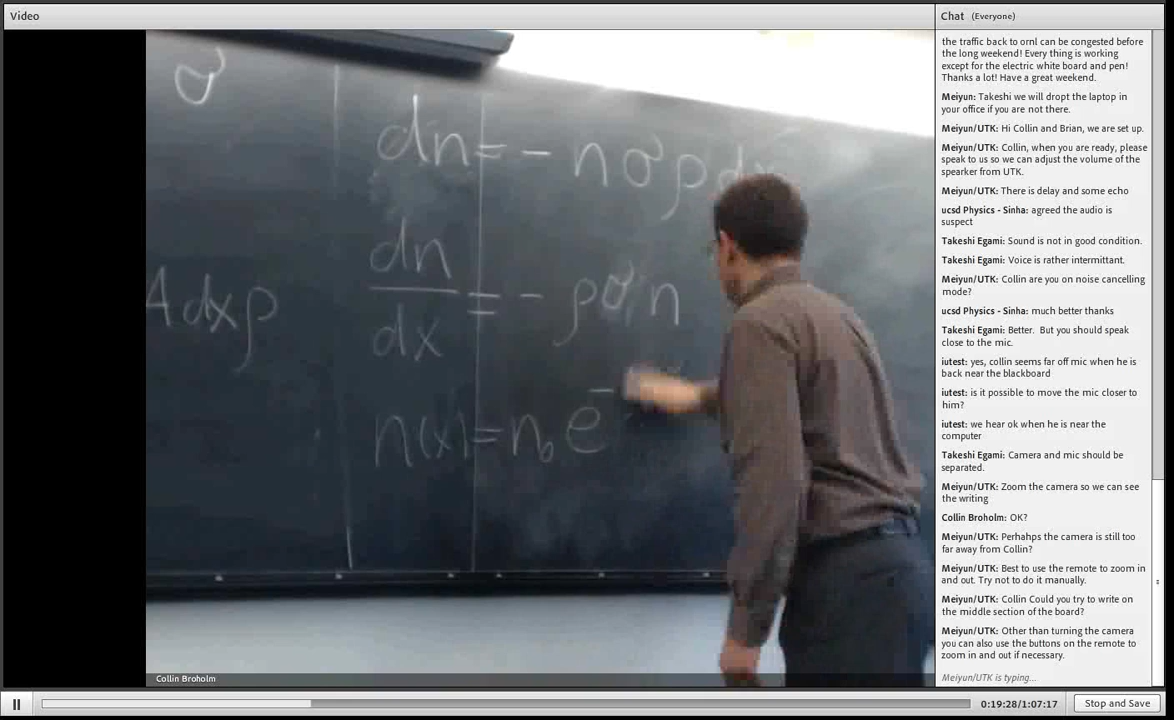 Video
σ
dn = - n σ ρ dx
dn
dx
= - ρ σ n
A dx ρ
n(x) = n₀ e⁻
Collin Broholm
Chat (Everyone)
the traffic back to ornl can be congested before
the long weekend! Every thing is working
except for the electric white board and pen!
Thanks a lot! Have a great weekend.
Meiyun: Takeshi we will dropt the laptop in
your office if you are not there.
Meiyun/UTK: Hi Collin and Brian, we are set up.
Meiyun/UTK: Collin, when you are ready, please
speak to us so we can adjust the volume of the
spearker from UTK.
Meiyun/UTK: There is delay and some echo
ucsd Physics - Sinha: agreed the audio is
suspect
Takeshi Egami: Sound is not in good condition.
Takeshi Egami: Voice is rather intermittant.
Meiyun/UTK: Collin are you on noise cancelling
mode?
ucsd Physics - Sinha: much better thanks
Takeshi Egami: Better. But you should speak
close to the mic.
iutest: yes, collin seems far off mic when he is
back near the blackboard
iutest: is it possible to move the mic closer to
him?
iutest: we hear ok when he is near the
computer
Takeshi Egami: Camera and mic should be
separated.
Meiyun/UTK: Zoom the camera so we can see
the writing
Collin Broholm: OK?
Meiyun/UTK: Perhahps the camera is still too
far away from Collin?
Meiyun/UTK: Best to use the remote to zoom in
and out. Try not to do it manually.
Meiyun/UTK: Collin Could you try to write on
the middle section of the board?
Meiyun/UTK: Other than turning the camera
you can also use the buttons on the remote to
zoom in and out if necessary.
Meiyun/UTK is typing...
0:19:28/1:07:17
Stop and Save